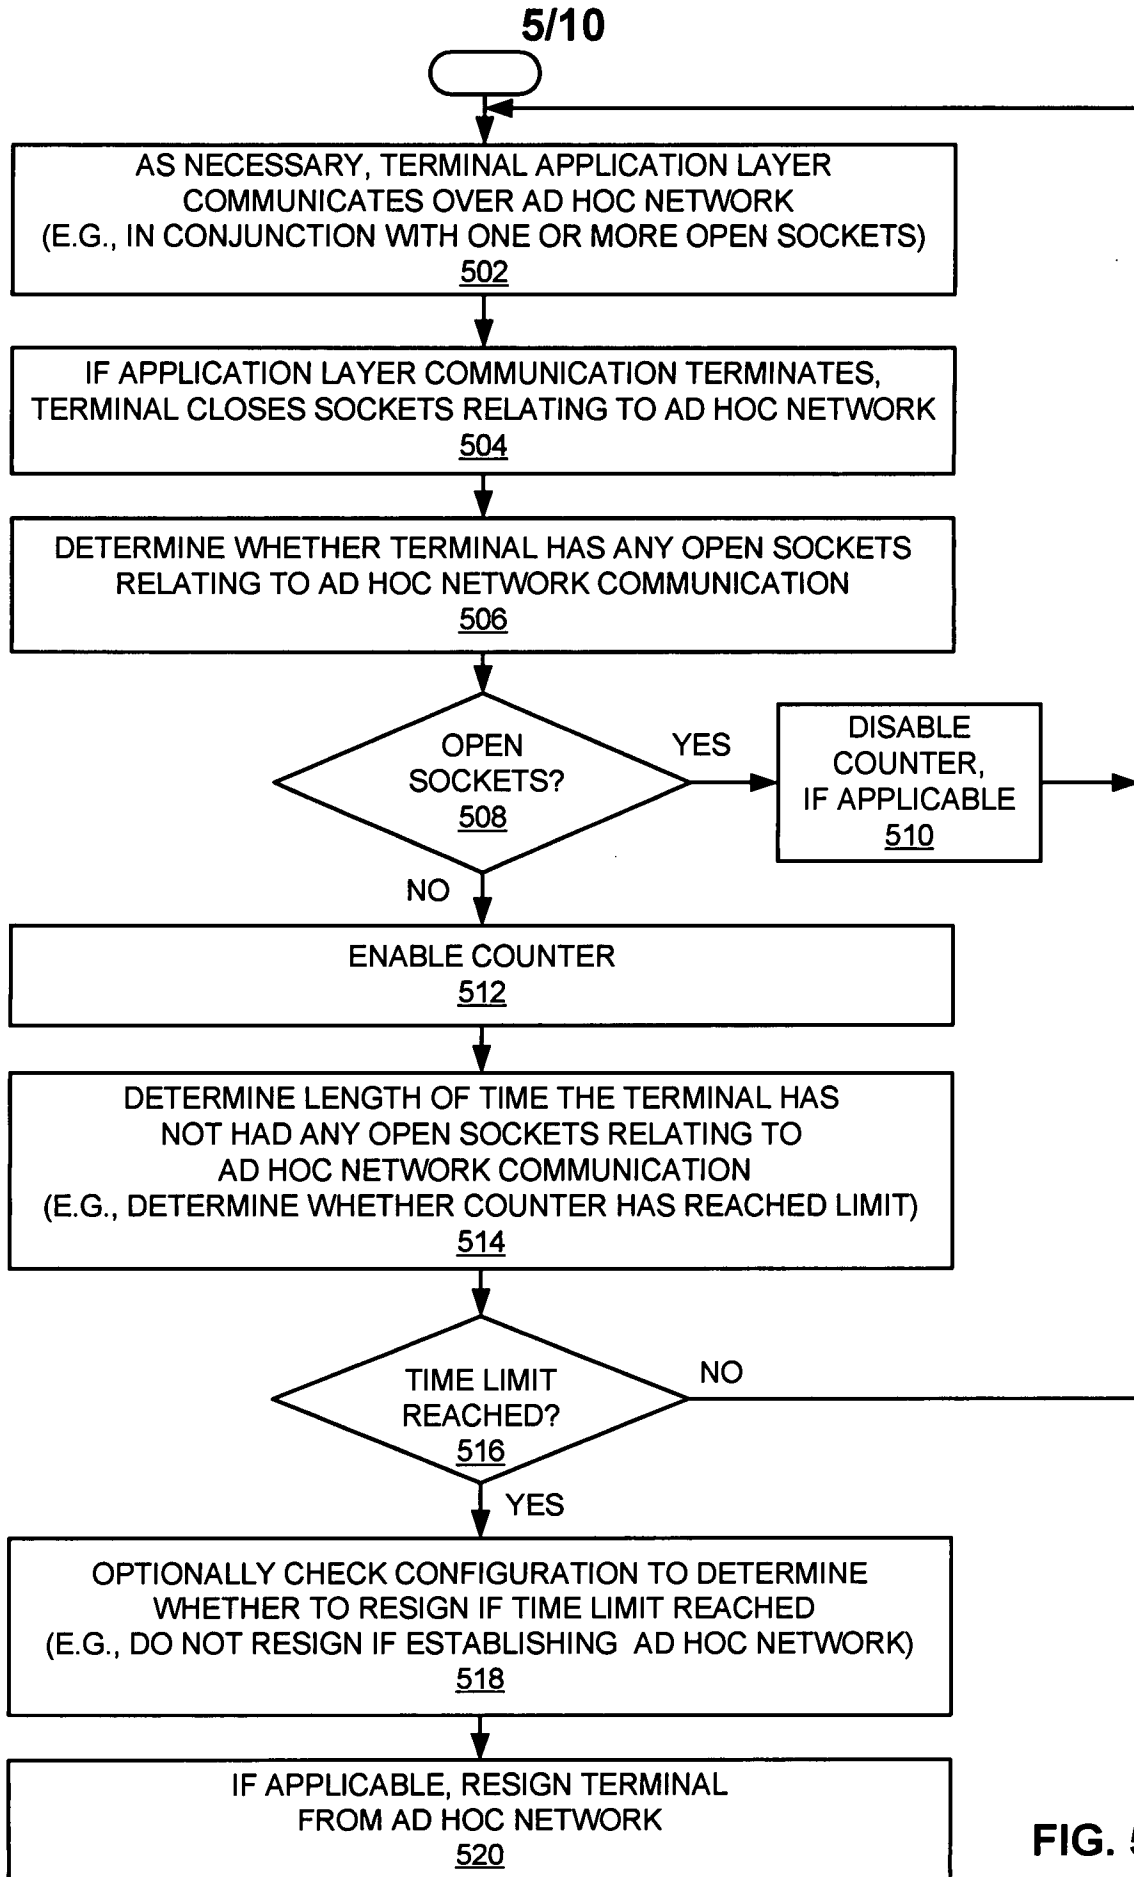 5/10
AS NECESSARY, TERMINAL APPLICATION LAYER
COMMUNICATES OVER AD HOC NETWORK
(E.G., IN CONJUNCTION WITH ONE OR MORE OPEN SOCKETS)
502
IF APPLICATION LAYER COMMUNICATION TERMINATES,
TERMINAL CLOSES SOCKETS RELATING TO AD HOC NETWORK
504
DETERMINE WHETHER TERMINAL HAS ANY OPEN SOCKETS
RELATING TO AD HOC NETWORK COMMUNICATION
506
OPEN
SOCKETS?
508
YES
DISABLE
COUNTER,
IF APPLICABLE
510
NO
ENABLE COUNTER
512
DETERMINE LENGTH OF TIME THE TERMINAL HAS
NOT HAD ANY OPEN SOCKETS RELATING TO
AD HOC NETWORK COMMUNICATION
(E.G., DETERMINE WHETHER COUNTER HAS REACHED LIMIT)
514
TIME LIMIT
REACHED?
516
NO
YES
OPTIONALLY CHECK CONFIGURATION TO DETERMINE
WHETHER TO RESIGN IF TIME LIMIT REACHED
(E.G., DO NOT RESIGN IF ESTABLISHING AD HOC NETWORK)
518
IF APPLICABLE, RESIGN TERMINAL
FROM AD HOC NETWORK
520
FIG. 5